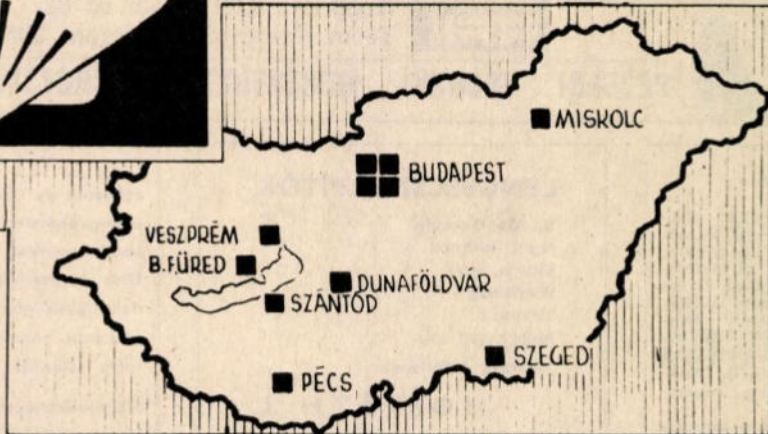 MISKOLC
BUDAPEST
VESZPRÉM
B.FÜRED
DUNAFÖLDVÁR
SZÁNTÓD
SZEGED
PÉCS